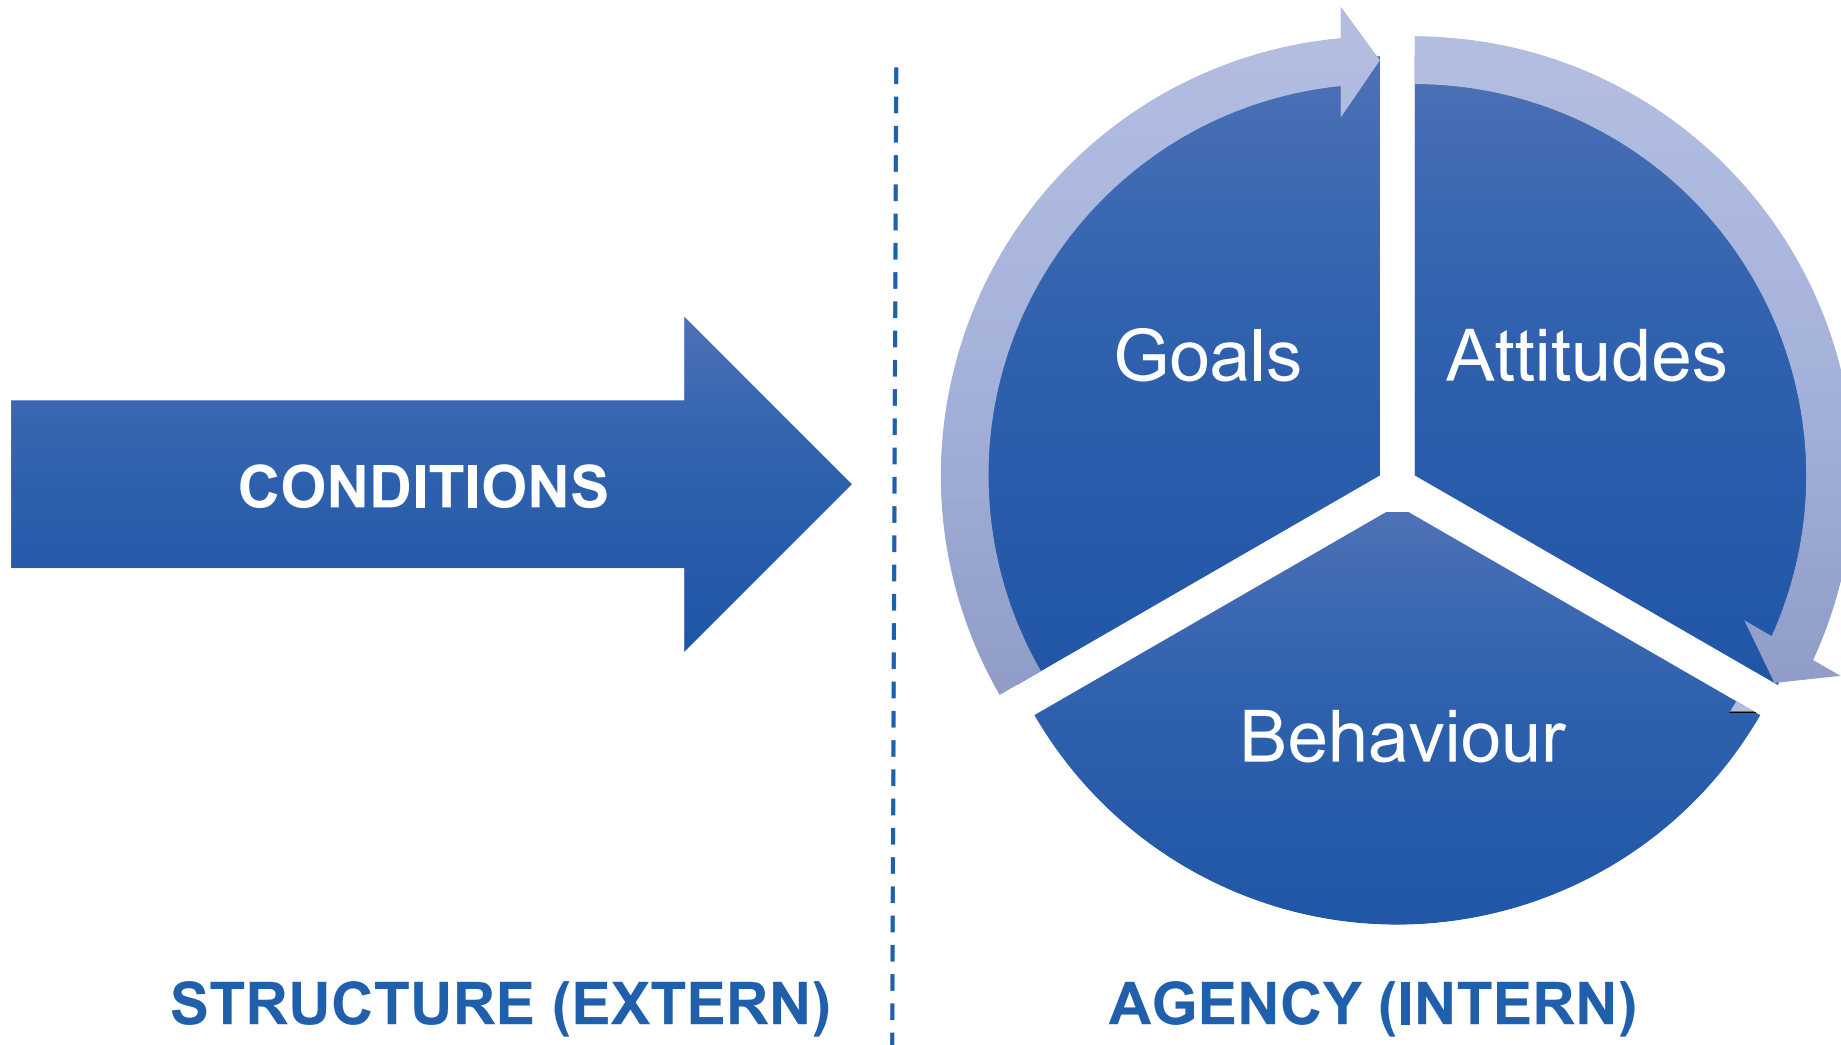 Goals
Attitudes
CONDITIONS
Behaviour
STRUCTURE (EXTERN)
AGENCY (INTERN)